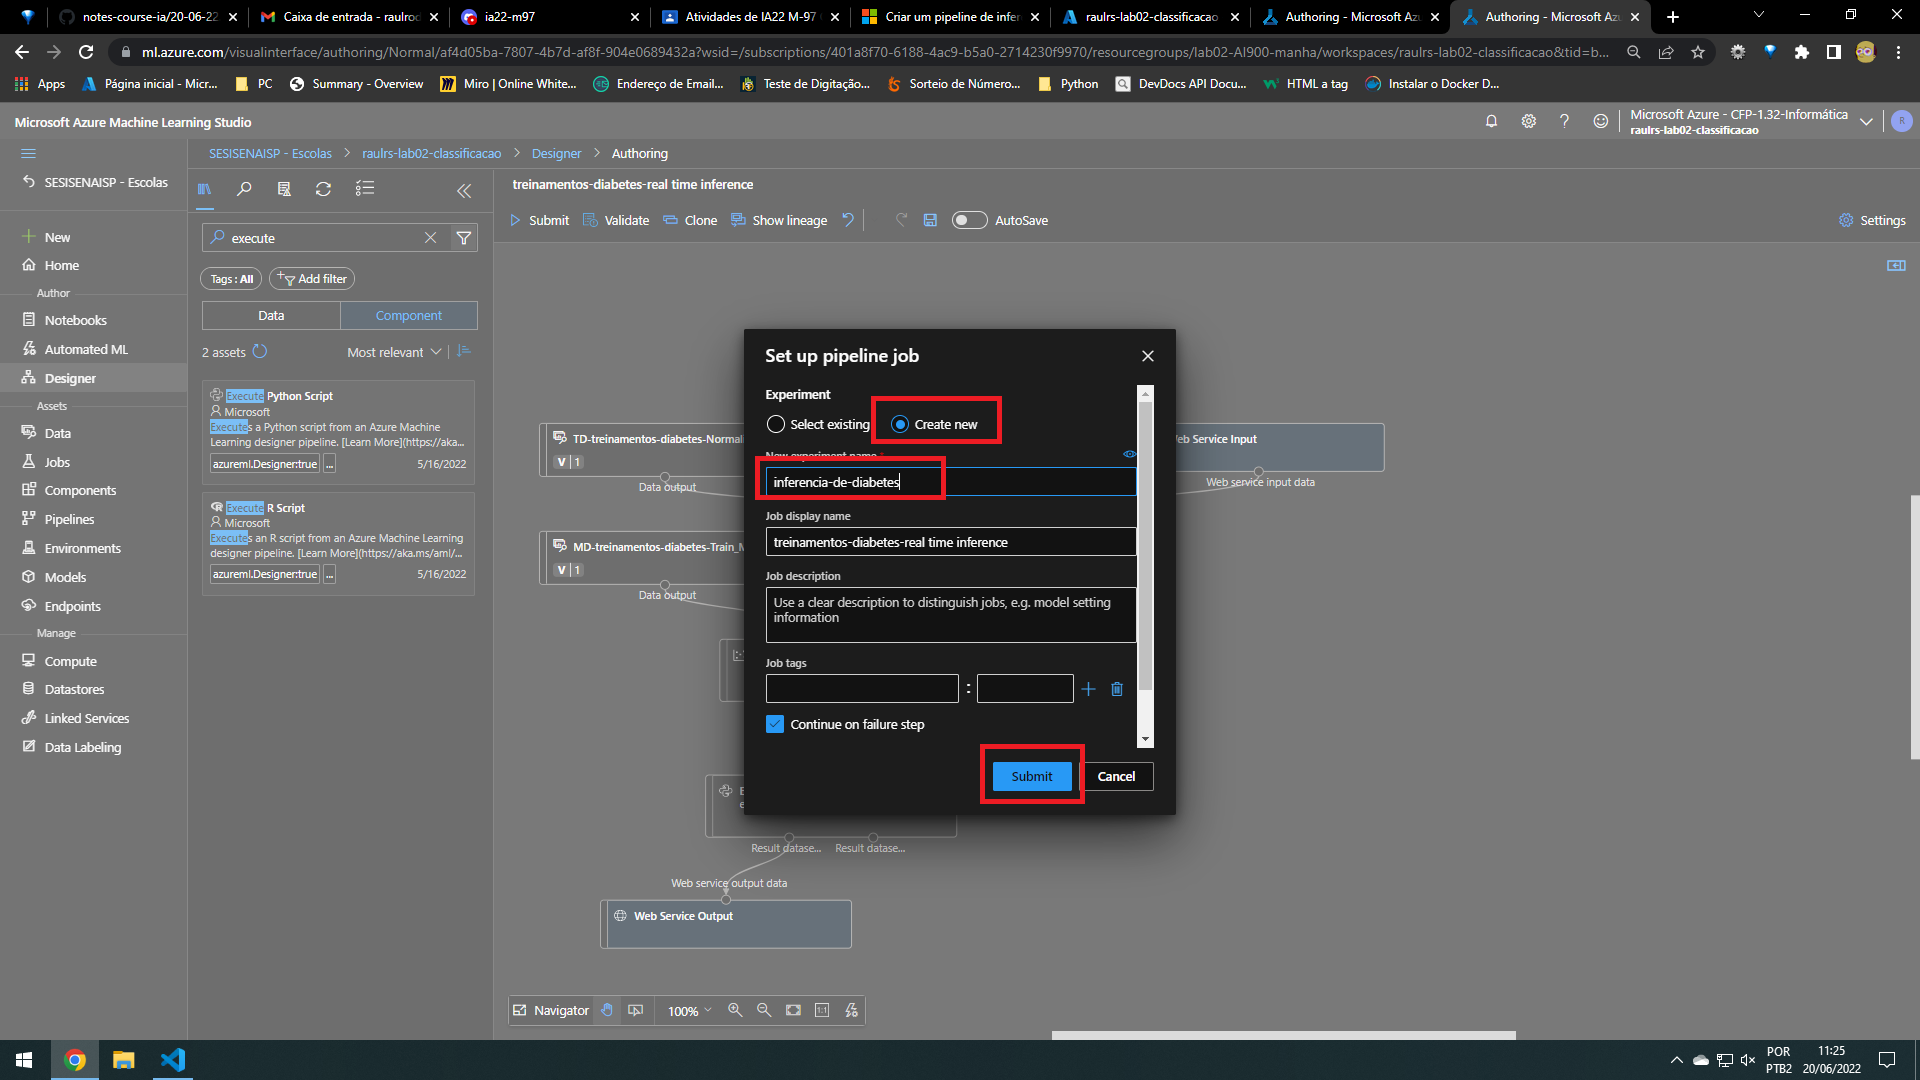 notes-course-ia/20-06-22
Caixa de entrada - raulrod
ia22-m97
Atividades de IA22 M-97
Criar um pipeline de infer
raulrs-lab02-classificacao
Authoring - Microsoft Azu
Authoring - Microsoft Azu
ml.azure.com/visualinterface/authoring/Normal/af4d05ba-7807-4b7d-af8f-904e0689432a?wsid=/subscriptions/401a8f70-6188-4ac9-b5a0-2714230f9970/resourcegroups/lab02-AI900-manha/workspaces/raulrs-lab02-classificacao&tid=b...
Apps
Página inicial - Micr...
PC
Summary - Overview
Miro | Online White...
Endereço de Email...
Teste de Digitação...
Sorteio de Número...
Python
DevDocs API Docu...
HTML a tag
Instalar o Docker D...
Microsoft Azure Machine Learning Studio
Microsoft Azure - CFP-1.32-Informática
raulrs-lab02-classificacao
R
SESISENAISP - Escolas
raulrs-lab02-classificacao
Designer
Authoring
SESISENAISP - Escolas
New
Home
Author
Notebooks
Automated ML
Designer
Assets
Data
Jobs
Components
Pipelines
Environments
Models
Endpoints
Manage
Compute
Datastores
Linked Services
Data Labeling
execute
Tags : All
Add filter
Data
Component
2 assets
Most relevant
Execute Python Script
Microsoft
Executes a Python script from an Azure Machine
Learning designer pipeline. [Learn More](https://aka...
azureml.Designer:true
...
5/16/2022
Execute R Script
Microsoft
Executes an R script from an Azure Machine Learning
designer pipeline. [Learn More](https://aka.ms/aml/...
azureml.Designer:true
...
5/16/2022
treinamentos-diabetes-real time inference
Submit
Validate
Clone
Show lineage
AutoSave
Settings
TD-treinamentos-diabetes-Normali
V 1
Data output
MD-treinamentos-diabetes-Train_M
V 1
Data output
eb Service Input
Web service input data
Result datase...
Result datase...
Web service output data
Web Service Output
Set up pipeline job
Experiment
Select existing
Create new
New experiment name
inferencia-de-diabetes
Job display name
treinamentos-diabetes-real time inference
Job description
Use a clear description to distinguish jobs, e.g. model setting
information
Job tags
:
Continue on failure step
Submit
Cancel
Navigator
100%
1:1
POR
PTB2
11:25
20/06/2022